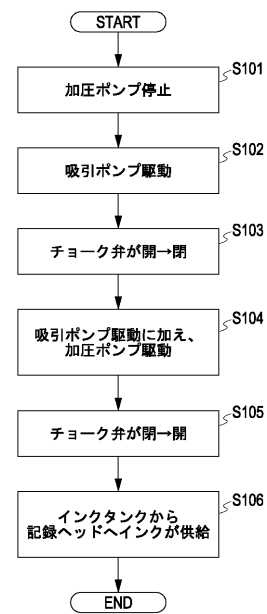 START
S101
加圧ポンプ停止
S102
吸引ポンプ駆動
S103
チョーク弁が開→閉
S104
吸引ポンプ駆動に加え、
加圧ポンプ駆動
S105
チョーク弁が閉→開
S106
インクタンクから
記録ヘッドへインクが供給
END